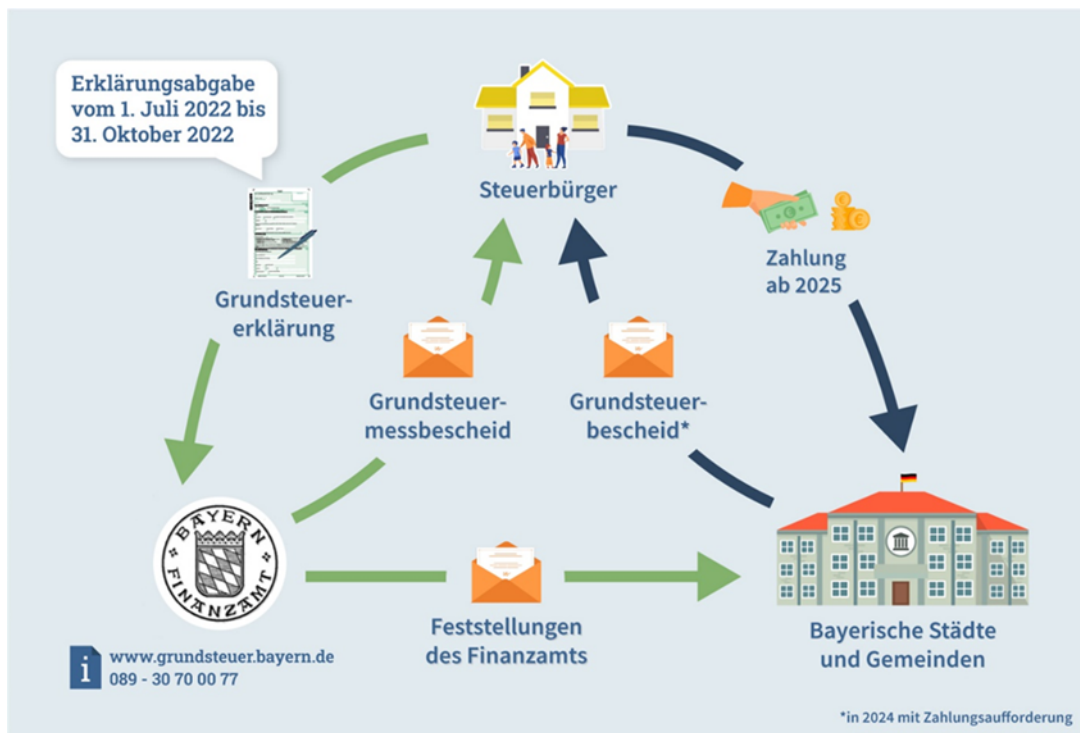 Erklärungsabgabe
vom 1. Juli 2022 bis
31. Oktober 2022
Steuerbürger
Grundsteuer-
erklärung
Zahlung
ab 2025
Grundsteuer-
messbescheid
Grundsteuer-
bescheid*
BAYERN
FINANZAMT
Feststellungen
des Finanzamts
Bayerische Städte
und Gemeinden
i
www.grundsteuer.bayern.de
089 - 30 70 00 77
*in 2024 mit Zahlungsaufforderung